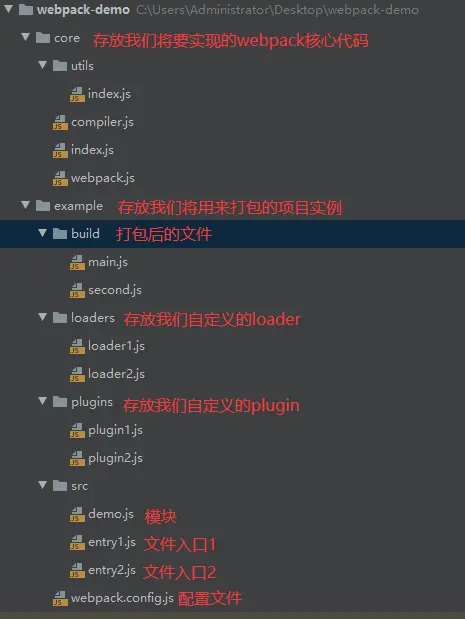 webpack-demo C:\Users\Administrator\Desktop\webpack-demo
core 存放我们将要实现的webpack核心代码
utils
index.js
compiler.js
index.js
webpack.js
example 存放我们将用来打包的项目实例
build 打包后的文件
main.js
second.js
loaders 存放我们自定义的loader
loader1.js
loader2.js
plugins 存放我们自定义的plugin
plugin1.js
plugin2.js
src
demo.js 模块
entry1.js 文件入口1
entry2.js 文件入口2
webpack.config.js 配置文件